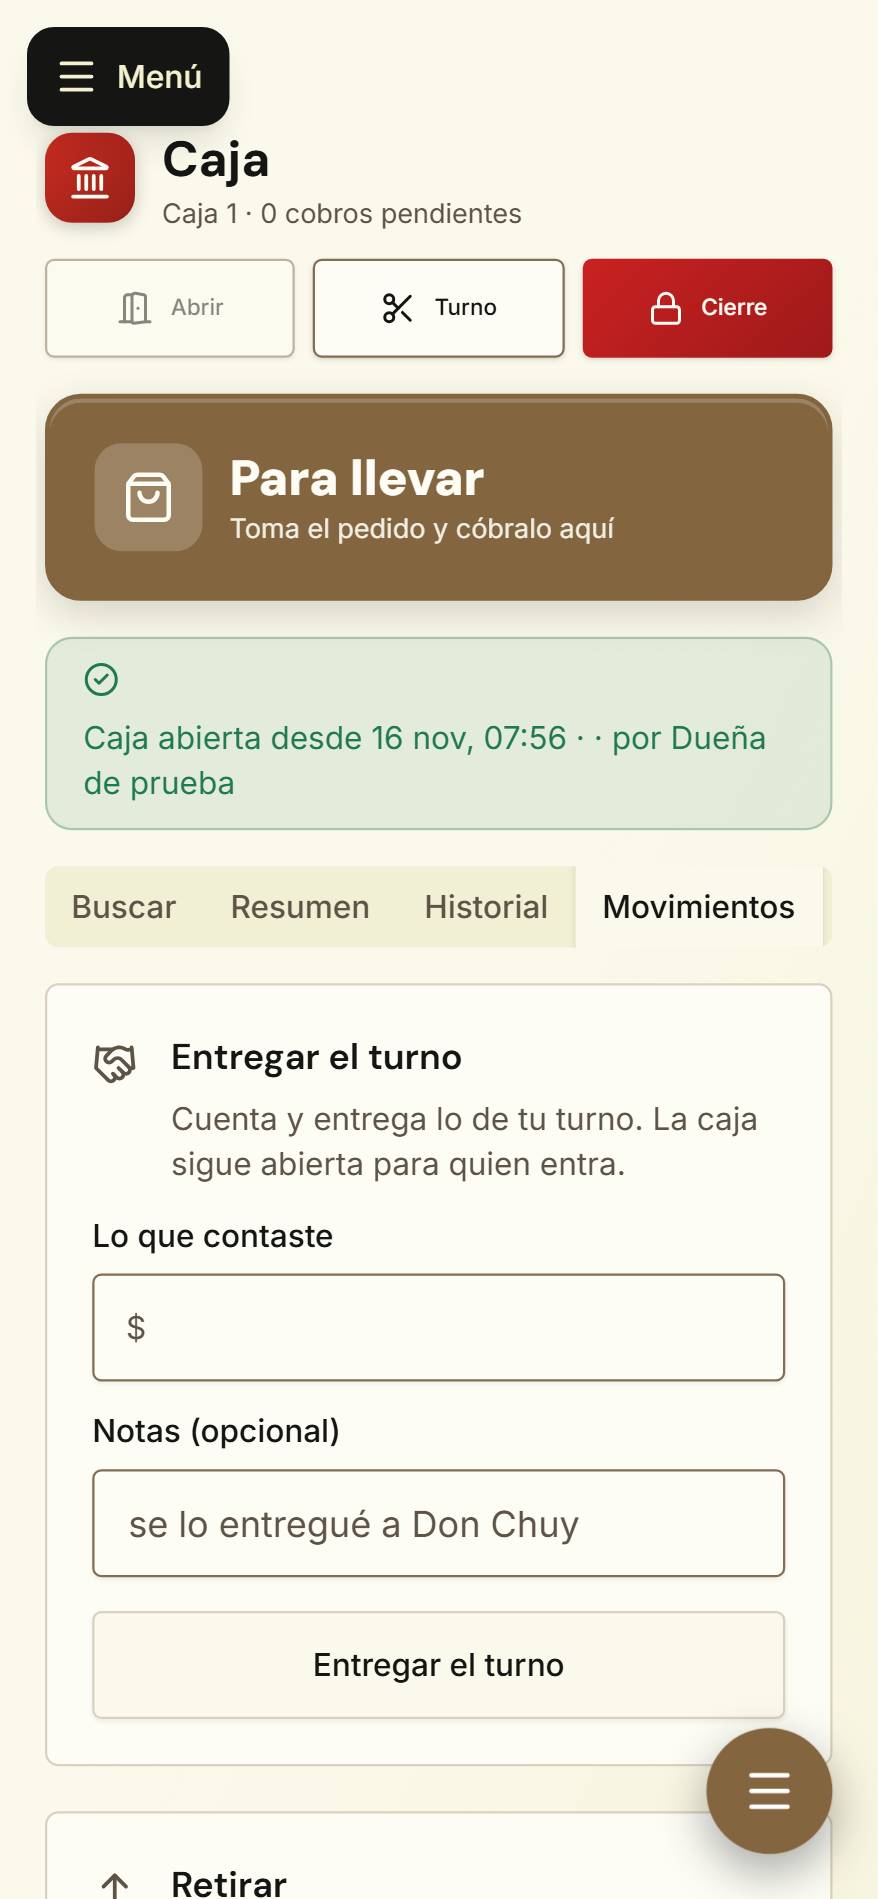 Menú
Caja
Caja 1 · 0 cobros pendientes
Abrir
Turno
Cierre
Para llevar
Toma el pedido y cóbralo aquí
Caja abierta desde 16 nov, 07:56 · · por Dueña
de prueba
Buscar
Resumen
Historial
Movimientos
Entregar el turno
Cuenta y entrega lo de tu turno. La caja
sigue abierta para quien entra.
Lo que contaste
$
Notas (opcional)
se lo entregué a Don Chuy
Entregar el turno
Retirar